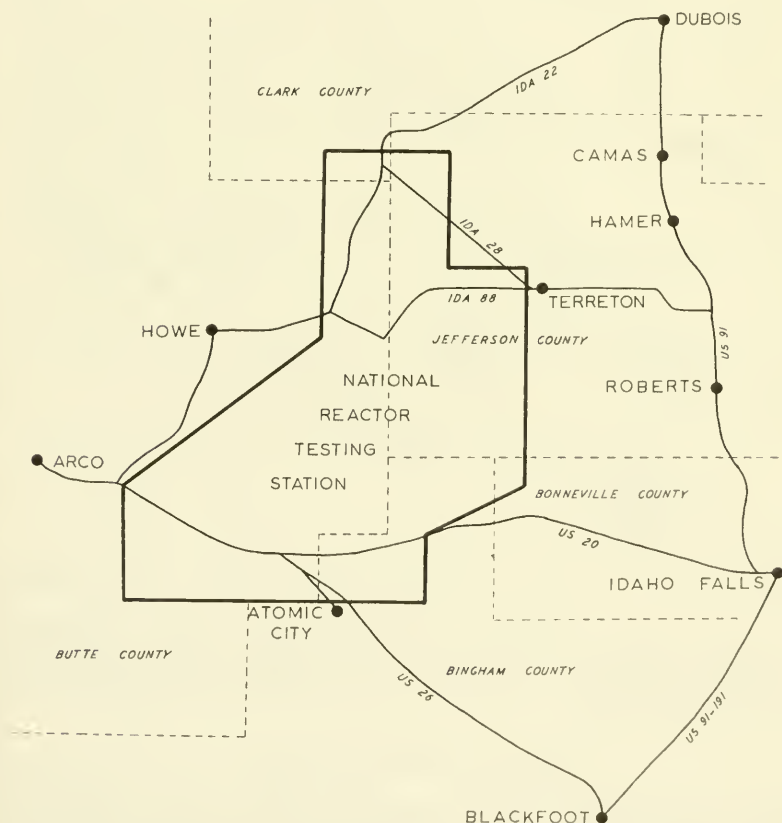 DUBOIS
IDA 22
CLARK COUNTY
CAMAS
HAMER
IDA 28
IDA 88
TERRETON
HOWE
JEFFERSON COUNTY
US 91
NATIONAL
REACTOR
TESTING
STATION
ROBERTS
ARCO
BONNEVILLE COUNTY
US 20
IDAHO FALLS
ATOMIC
CITY
BUTTE COUNTY
BINGHAM COUNTY
US 26
US 91-191
BLACKFOOT